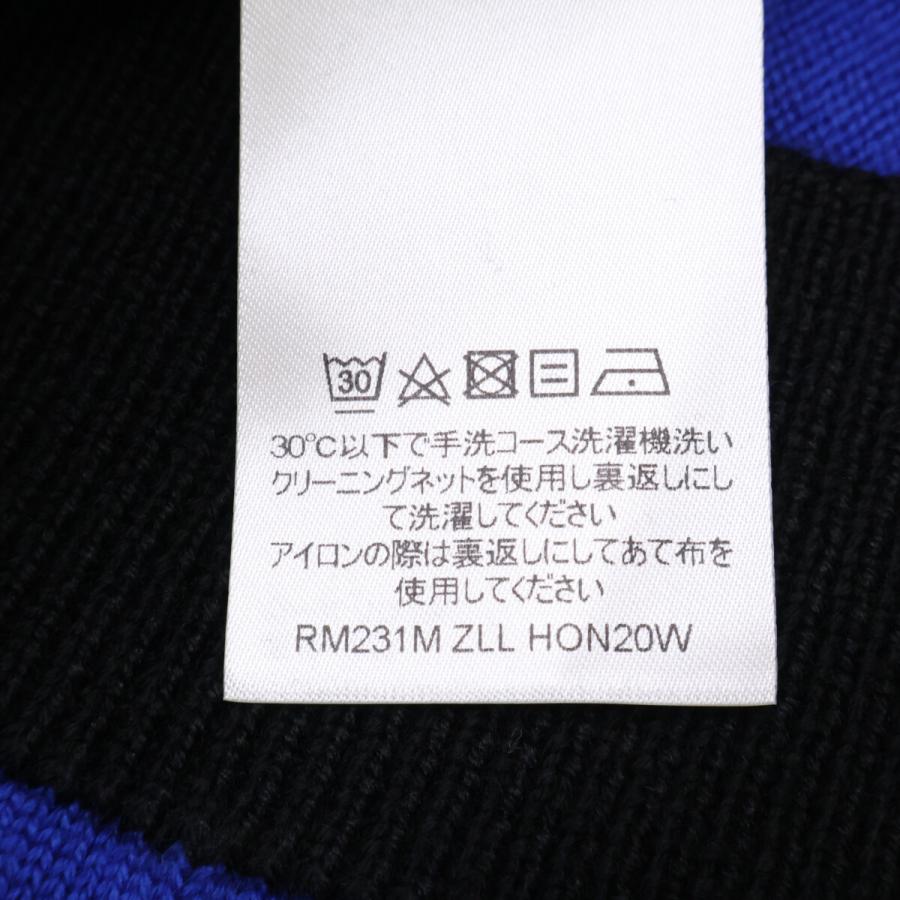 30
30℃以下で手洗コース洗濯機洗い
クリーニングネットを使用し裏返しにし
て洗濯してください
アイロンの際は裏返しにしてあて布を
使用してください
RM231M ZLL HON20W